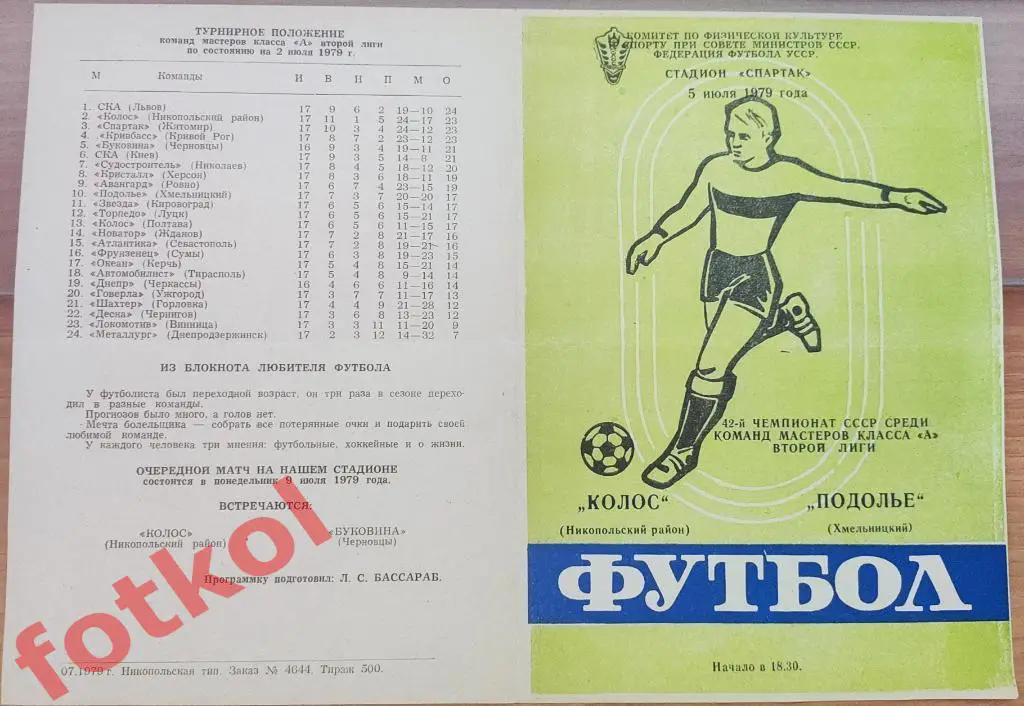 ТУРНИРНОЕ ПОЛОЖЕНИЕ
команд мастеров класса «А» второй лиги
по состоянию на 2 июля 1979 г.
М Команды И В Н П М О
1. СКА (Львов) 17 9 6 2 19—10 24
2. «Колос» (Никопольский район) 17 11 1 5 24—17 23
3. «Спартак» (Житомир) 17 10 3 4 24—12 23
4. «Кривбасс» (Кривой Рог) 17 8 7 2 23—12 23
5. «Буковина» (Черновцы) 16 9 3 4 19—11 21
6. СКА (Киев) 17 9 3 5 14—8 21
7. «Судостроитель» (Николаев) 17 8 4 5 18—12 20
8. «Кристалл» (Херсон) 17 8 3 6 18—11 19
9. «Авангард» (Ровно) 17 6 7 4 23—15 19
10. «Подолье» (Хмельницкий) 17 7 3 7 20—20 17
11. «Звезда» (Кировоград) 17 6 5 6 15—14 17
12. «Торпедо» (Луцк) 17 6 5 6 15—21 17
13. «Колос» (Полтава) 17 6 5 6 11—15 17
14. «Новатор» (Жданов) 17 7 2 8 21—17 16
15. «Атлантика» (Севастополь) 17 7 2 8 19—21 16
16. «Фрунзенец» (Сумы) 17 6 3 8 19—23 15
17. «Океан» (Керчь) 17 5 4 8 15—21 14
18. «Автомобилист» (Тирасполь) 17 5 4 8 9—14 14
19. «Днепр» (Черкассы) 16 4 6 6 11—16 14
20. «Говерла» (Ужгород) 17 3 7 7 11—17 13
21. «Шахтер» (Горловка) 17 4 4 9 21—28 12
22. «Десна» (Чернигов) 17 3 6 8 13—23 12
23. «Локомотив» (Винница) 17 3 3 11 11—20 9
24. «Металлург» (Днепродзержинск) 17 2 3 12 14—32 7
ИЗ БЛОКНОТА ЛЮБИТЕЛЯ ФУТБОЛА
У футболиста был переходной возраст, он три раза в сезоне перехо-
дил в разные команды.
Прогнозов было много, а голов нет.
Мечта болельщика — собрать все потерянные очки и подарить своей
любимой команде.
У каждого человека три мнения: футбольные, хоккейные и о жизни.
ОЧЕРЕДНОЙ МАТЧ НА НАШЕМ СТАДИОНЕ
состоится в понедельник 9 июля 1979 года.
ВСТРЕЧАЮТСЯ:
«КОЛОС» «БУКОВИНА»
(Никопольский район) (Черновцы)
Программку подготовил: Л. С. БАССАРАБ.
07.1979 г. Никопольская тип. Заказ № 4644. Тираж 500.
fotkol
КОМИТЕТ ПО ФИЗИЧЕСКОЙ КУЛЬТУРЕ
СПОРТУ ПРИ СОВЕТЕ МИНИСТРОВ СССР.
ФЕДЕРАЦИЯ ФУТБОЛА УССР.
СТАДИОН «СПАРТАК»
5 июля 1979 года
42-й ЧЕМПИОНАТ СССР СРЕДИ
КОМАНД МАСТЕРОВ КЛАССА «А»
ВТОРОЙ ЛИГИ
„КОЛОС“ „ПОДОЛЬЕ“
(Никопольский район) (Хмельницкий)
ФУТБОЛ
Начало в 18.30.